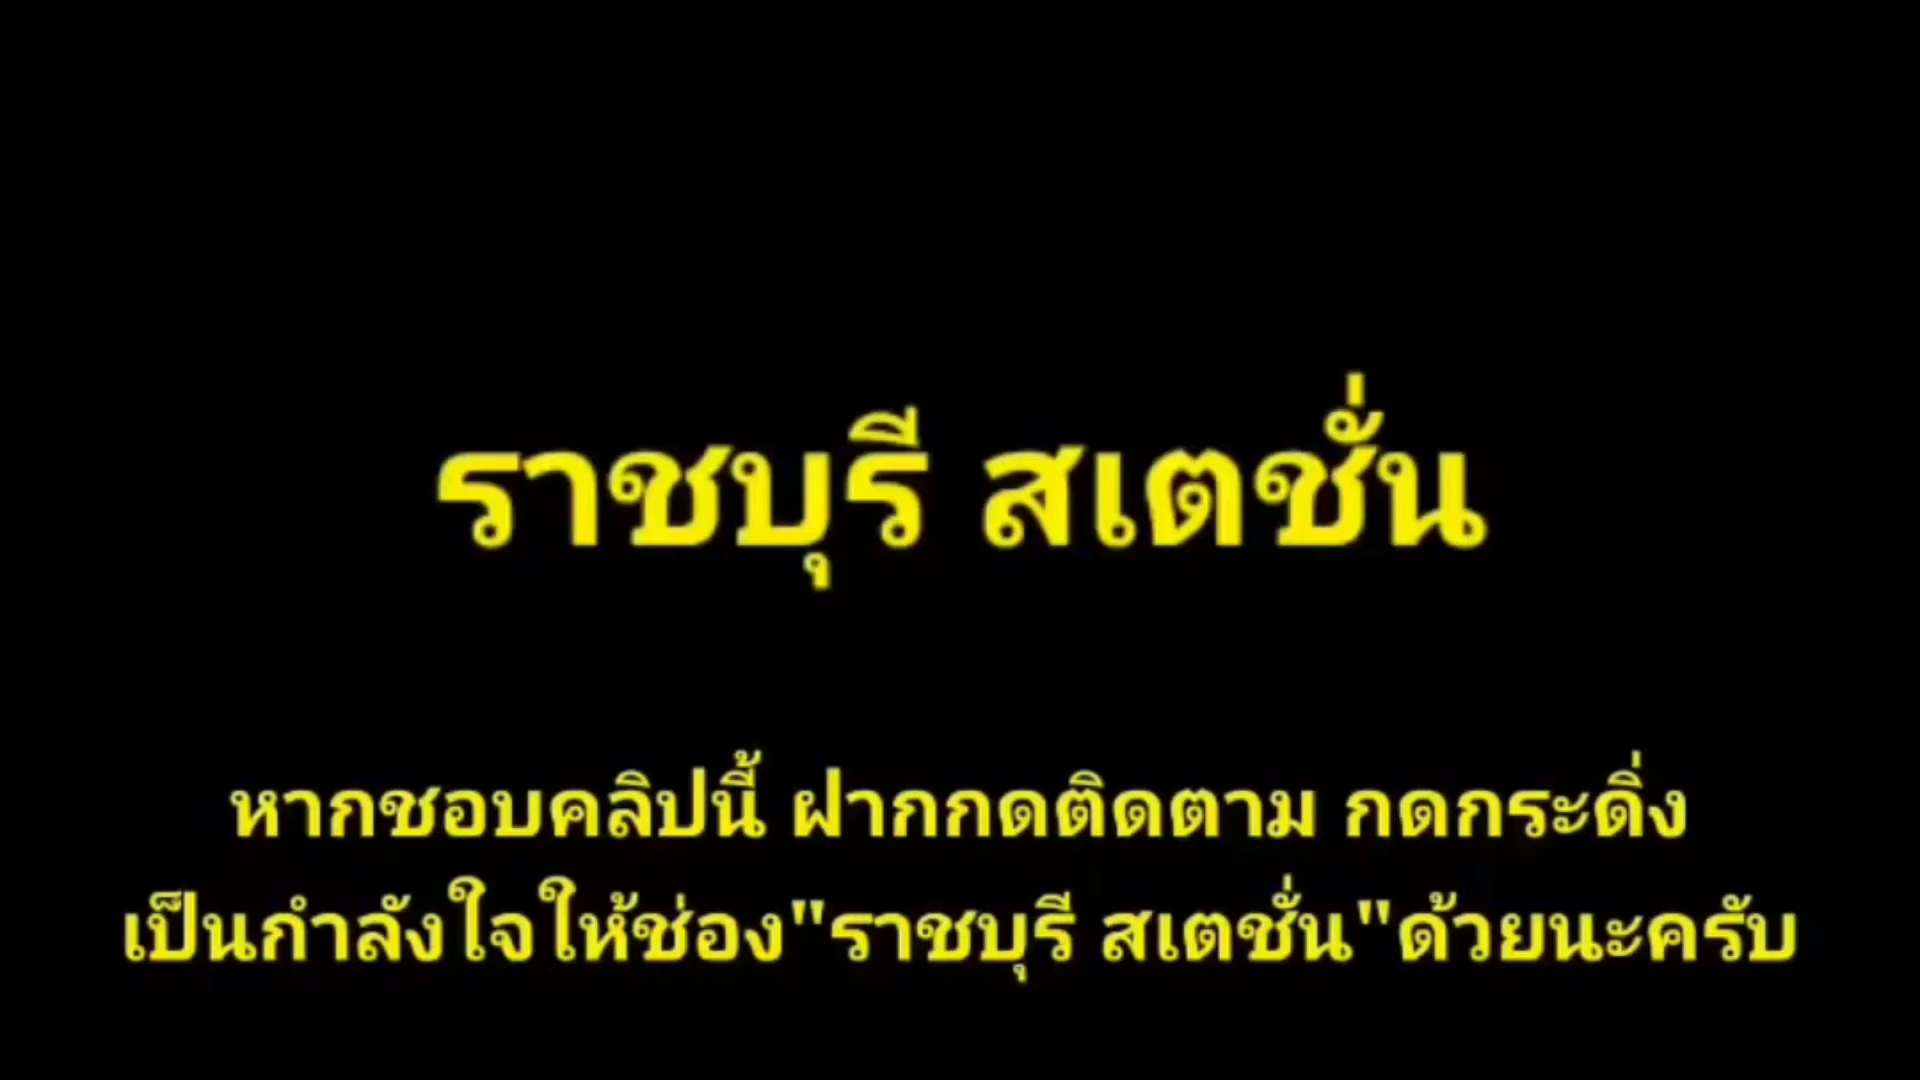 ราชบุรี สเตชั่น
หากชอบคลิปนี้ ฝากกดติดตาม กดกระดิ่ง
เป็นกำลังใจให้ช่อง"ราชบุรี สเตชั่น"ด้วยนะครับ